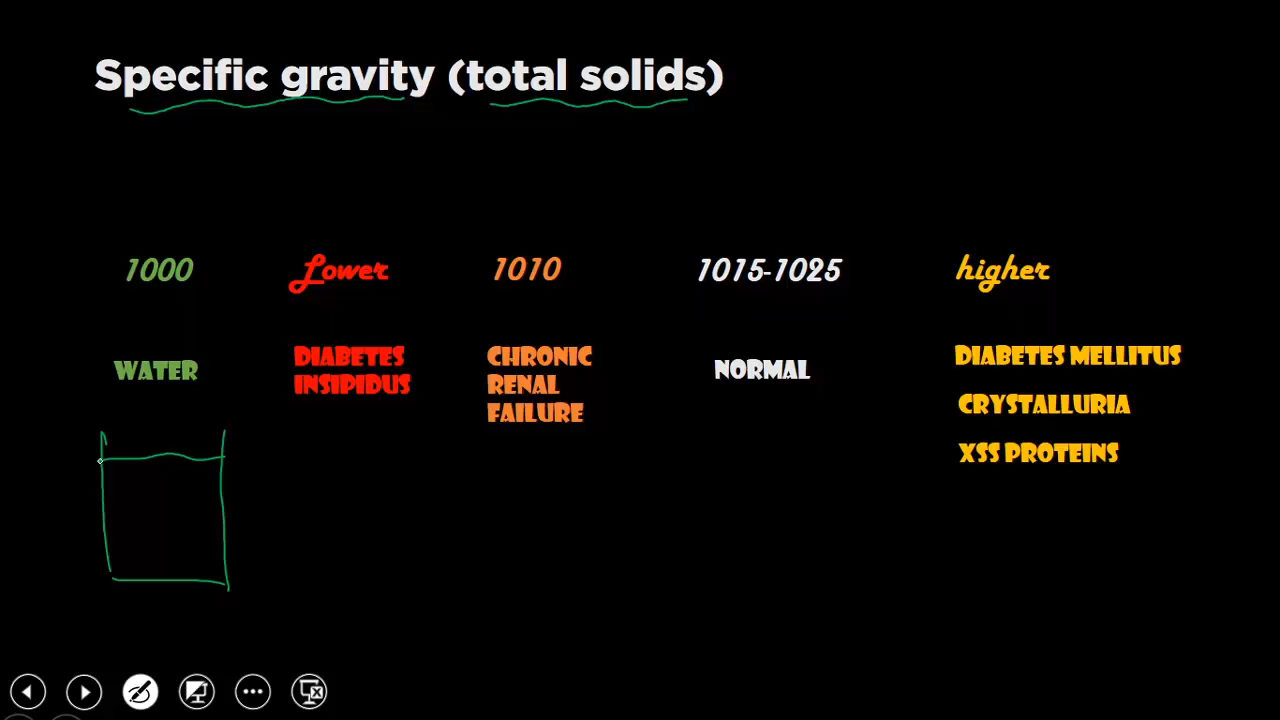 Specific gravity (total solids)
1000
Lower
1010
1015-1025
higher
WATER
DIABETES
INSIPIDUS
CHRONIC
RENAL
FAILURE
NORMAL
DIABETES MELLITUS
CRYSTALLURIA
XSS PROTEINS